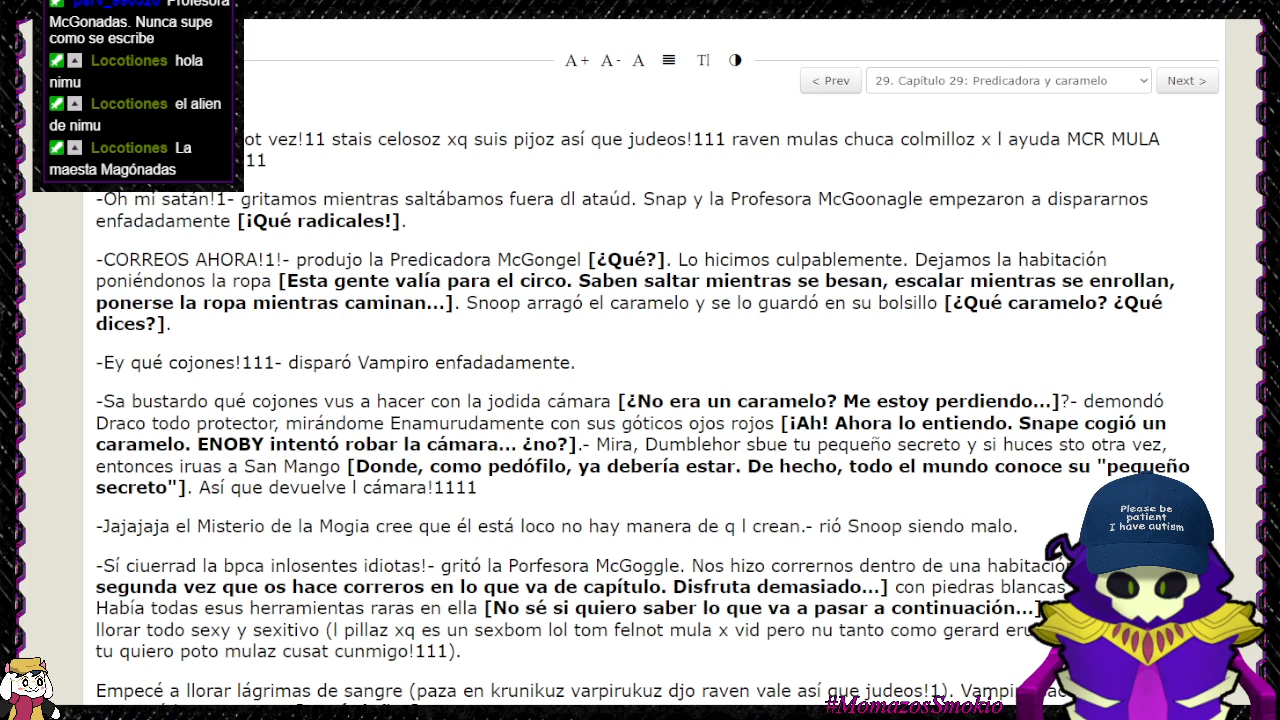 Profesora
McGonadas. Nunca supe
como se escribe
Locotiones hola
nimu
Locotiones el alien
de nimu
Locotiones La
maesta Magónadas
A+ A- A
< Prev
29. Capítulo 29: Predicadora y caramelo
Next >
ot vez!11 stais celosoz xq suis pijoz así que judeos!111 raven mulas chuca colmilloz x l ayuda MCR MULA
11
-Oh mi satán!1- gritamos mientras saltábamos fuera dl ataúd. Snap y la Profesora McGoonagle empezaron a dispararnos
enfadadamente [¡Qué radicales!].
-CORREOS AHORA!1!- produjo la Predicadora McGongel [¿Qué?]. Lo hicimos culpablemente. Dejamos la habitación
poniéndonos la ropa [Esta gente valía para el circo. Saben saltar mientras se besan, escalar mientras se enrollan,
ponerse la ropa mientras caminan...]. Snoop arragó el caramelo y se lo guardó en su bolsillo [¿Qué caramelo? ¿Qué
dices?].
-Ey qué cojones!111- disparó Vampiro enfadadamente.
-Sa bustardo qué cojones vus a hacer con la jodida cámara [¿No era un caramelo? Me estoy perdiendo...]?- demondó
Draco todo protector, mirándome Enamurudamente con sus góticos ojos rojos [¡Ah! Ahora lo entiendo. Snape cogió un
caramelo. ENOBY intentó robar la cámara... ¿no?].- Mira, Dumblehor sbue tu pequeño secreto y si huces sto otra vez,
entonces iruas a San Mango [Donde, como pedófilo, ya debería estar. De hecho, todo el mundo conoce su "pequeño
secreto"]. Así que devuelve l cámara!1111
-Jajajaja el Misterio de la Mogia cree que él está loco no hay manera de q l crean.- rió Snoop siendo malo.
-Sí ciuerrad la bpca inlosentes idiotas!- gritó la Porfesora McGoggle. Nos hizo corrernos dentro de una habitación
segunda vez que os hace correros en lo que va de capítulo. Disfruta demasiado...] con piedras blancas
Había todas esus herramientas raras en ella [No sé si quiero saber lo que va a pasar a continuación...]
llorar todo sexy y sexitivo (l pillaz xq es un sexbom lol tom felnot mula x vid pero nu tanto como gerard
tu quiero poto mulaz cusat cunmigo!111).
Empecé a llorar lágrimas de sangre (paza en krunikuz varpirukuz djo raven vale así que judeos!1).
Please be
patient
I have autism
#MomazosSmokio